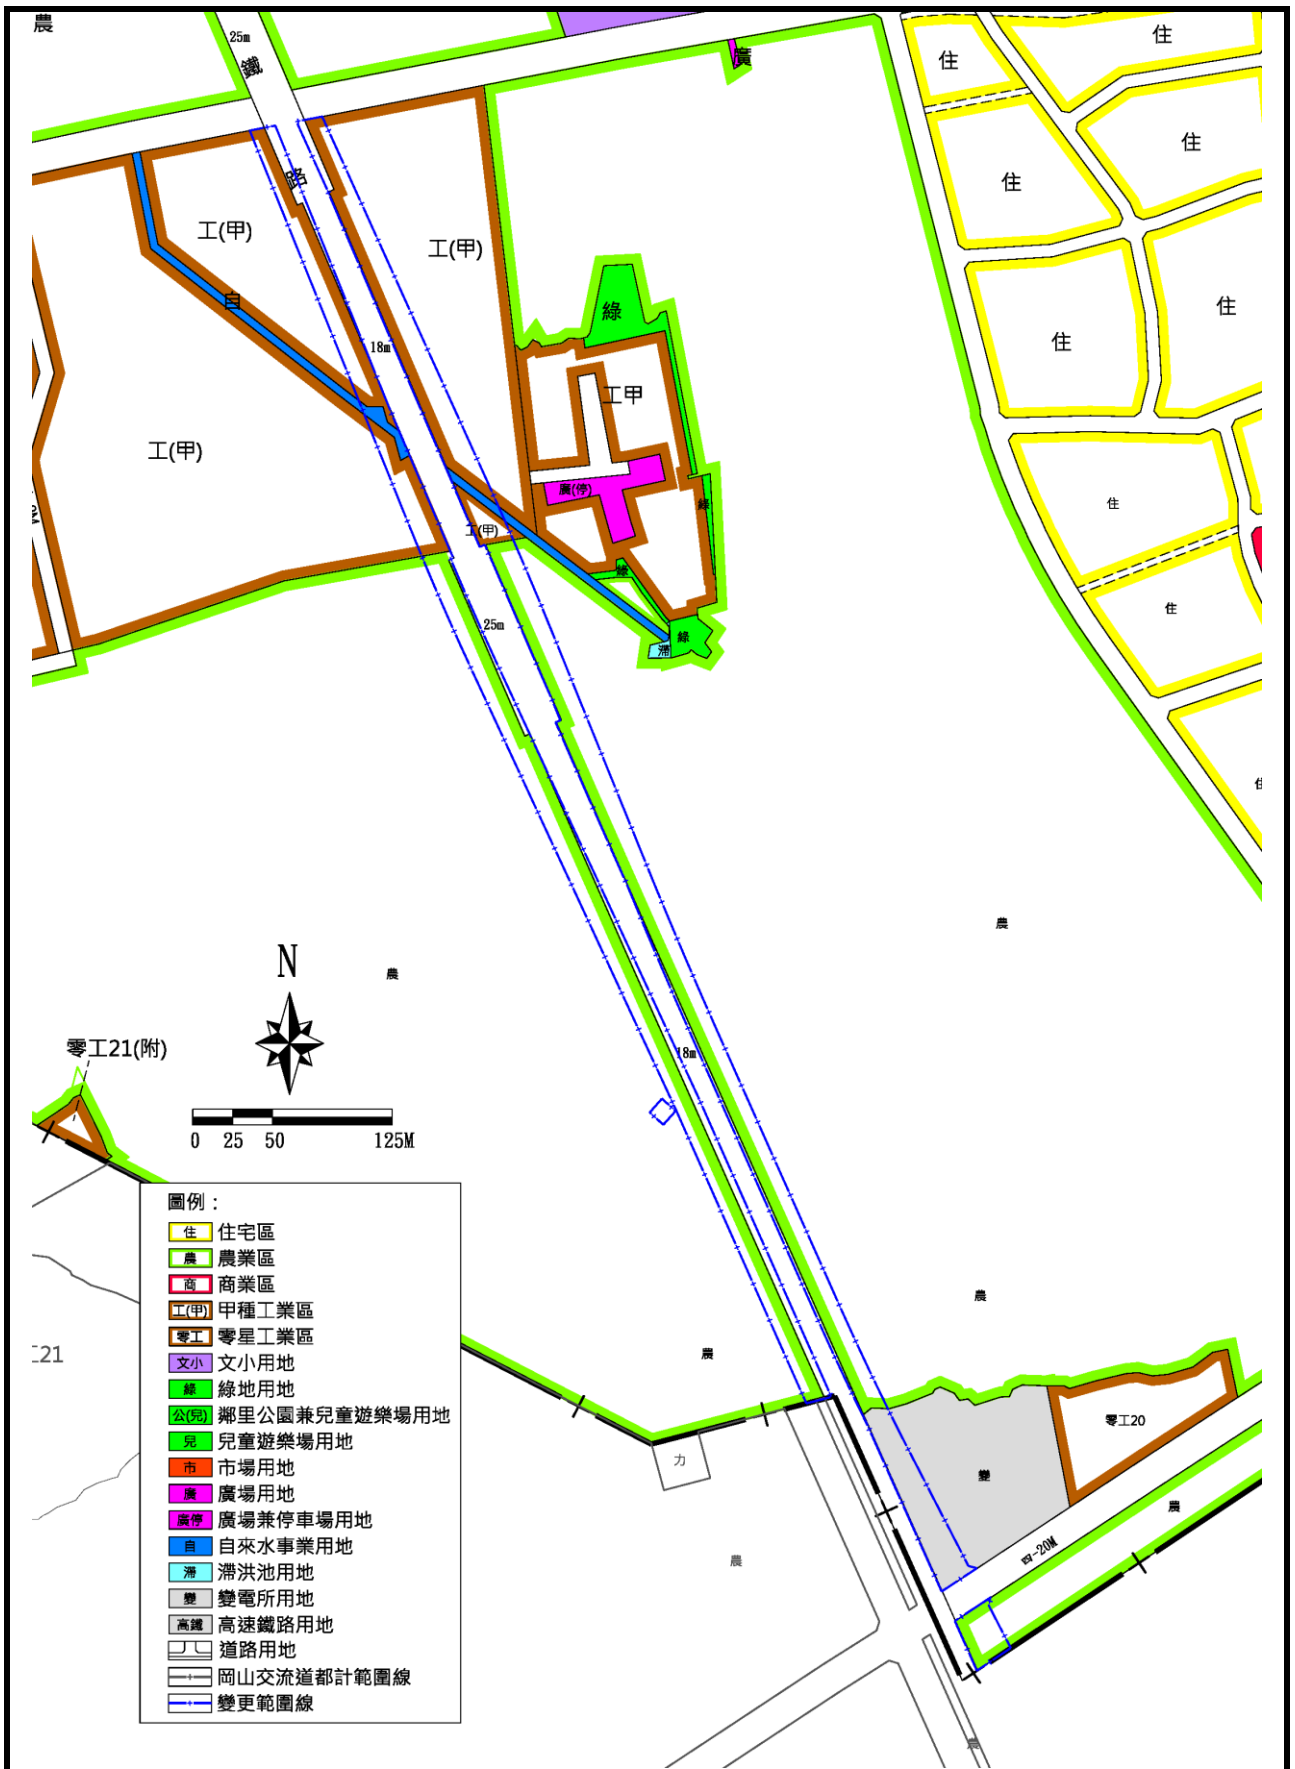 農
25m
鐵
廣
住
住
住
住
路
住
工(甲)
工(甲)
自
綠
住
住
18m
工甲
工(甲)
廣(停)
綠
住
工(甲)
綠
住
25m
綠
滯
住
農
農
N
零工21(附)
18m
0 25 50 125M
農
農
零工20
力
變
農
農
四-20M
農
圖例：
住 住宅區
農 農業區
商 商業區
工(甲) 甲種工業區
零工 零星工業區
文小 文小用地
綠 綠地用地
公(兒) 鄰里公園兼兒童遊樂場用地
兒 兒童遊樂場用地
市 市場用地
廣 廣場用地
廣停 廣場兼停車場用地
自 自來水事業用地
滯 滯洪池用地
變 變電所用地
高鐵 高速鐵路用地
道路用地
岡山交流道都計範圍線
變更範圍線